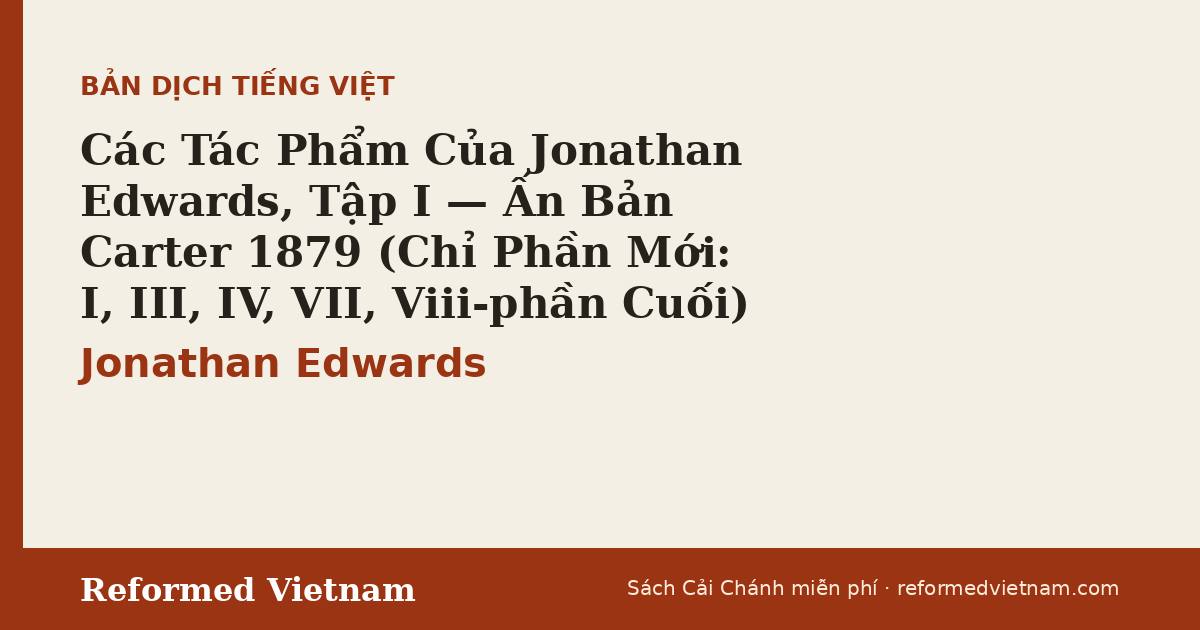 BẢN DỊCH TIẾNG VIỆT
Các Tác Phẩm Của Jonathan
Edwards, Tập I — Ấn Bản
Carter 1879 (Chỉ Phần Mới:
I, III, IV, VII, Viii-phần Cuối)
Jonathan Edwards
Reformed Vietnam
Sách Cải Chánh miễn phí · reformedvietnam.com